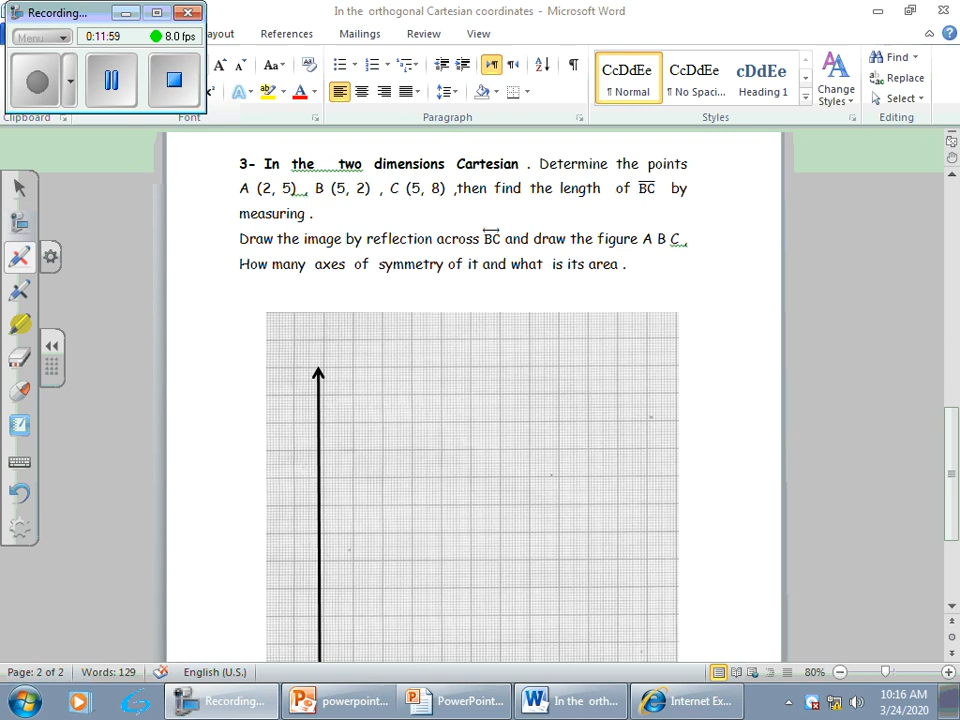 Recording...
In the orthogonal Cartesian coordinates - Microsoft Word
Menu
0:11:59
8.0 fps
ayout
References
Mailings
Review
View
Aa
Find
Replace
Select
CcDdEe
CcDdEe
CcDdEe
¶ Normal
¶ No Spaci...
Heading 1
Change
Styles
Clipboard
Font
Paragraph
Styles
Editing
3- In the two dimensions Cartesian . Determine the points
A (2, 5) , B (5, 2) , C (5, 8) ,then find the length of BC by
measuring .
Draw the image by reflection across BC and draw the figure A B C ,
How many axes of symmetry of it and what is its area .
Page: 2 of 2
Words: 129
English (U.S.)
80%
Recording...
powerpoint...
PowerPoint...
In the orth...
Internet Ex...
10:16 AM
3/24/2020